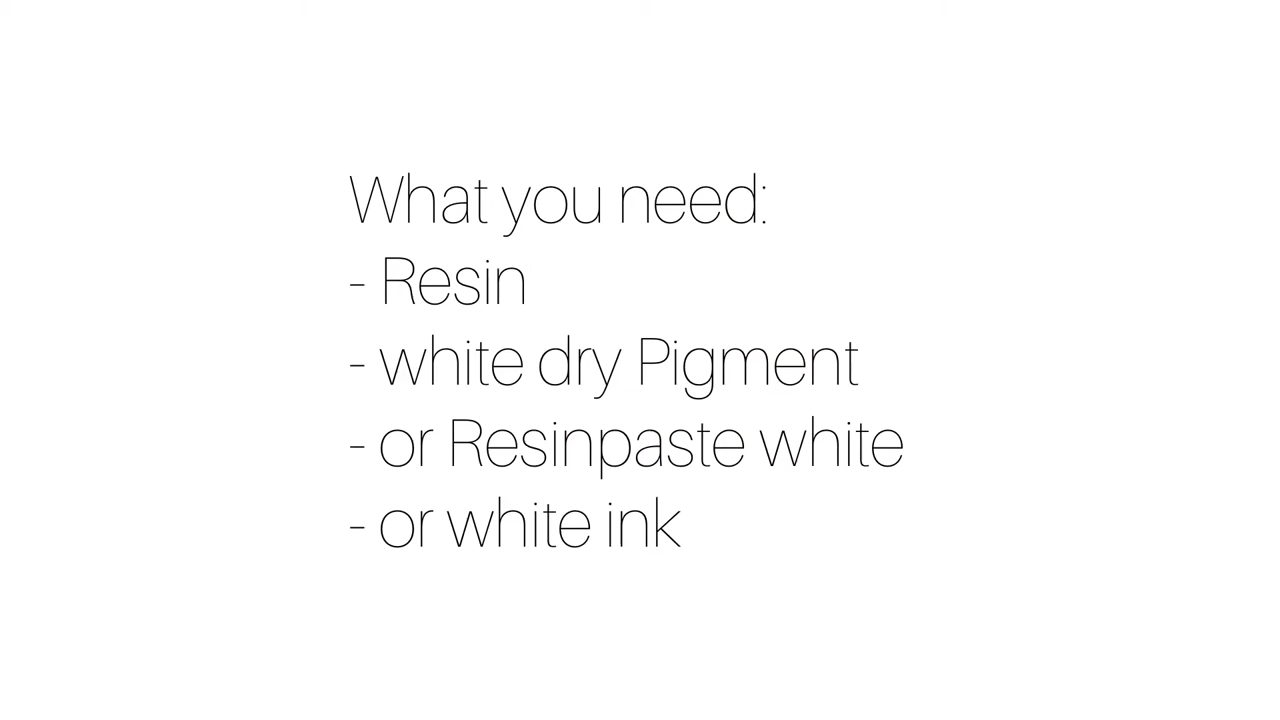 What you need:
- Resin
- white dry Pigment
- or Resinpaste white
- or white ink